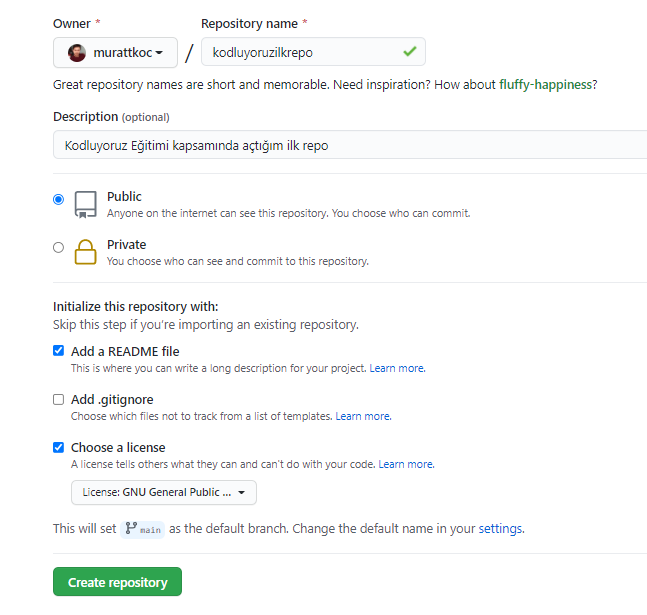 Owner * Repository name *
murattkoc / kodluyoruzilkrepo
Great repository names are short and memorable. Need inspiration? How about fluffy-happiness?
Description (optional)
Kodluyoruz Eğitimi kapsamında açtığım ilk repo
Public
Anyone on the internet can see this repository. You choose who can commit.
Private
You choose who can see and commit to this repository.
Initialize this repository with:
Skip this step if you're importing an existing repository.
Add a README file
This is where you can write a long description for your project. Learn more.
Add .gitignore
Choose which files not to track from a list of templates. Learn more.
Choose a license
A license tells others what they can and can't do with your code. Learn more.
License: GNU General Public ...
This will set main as the default branch. Change the default name in your settings.
Create repository